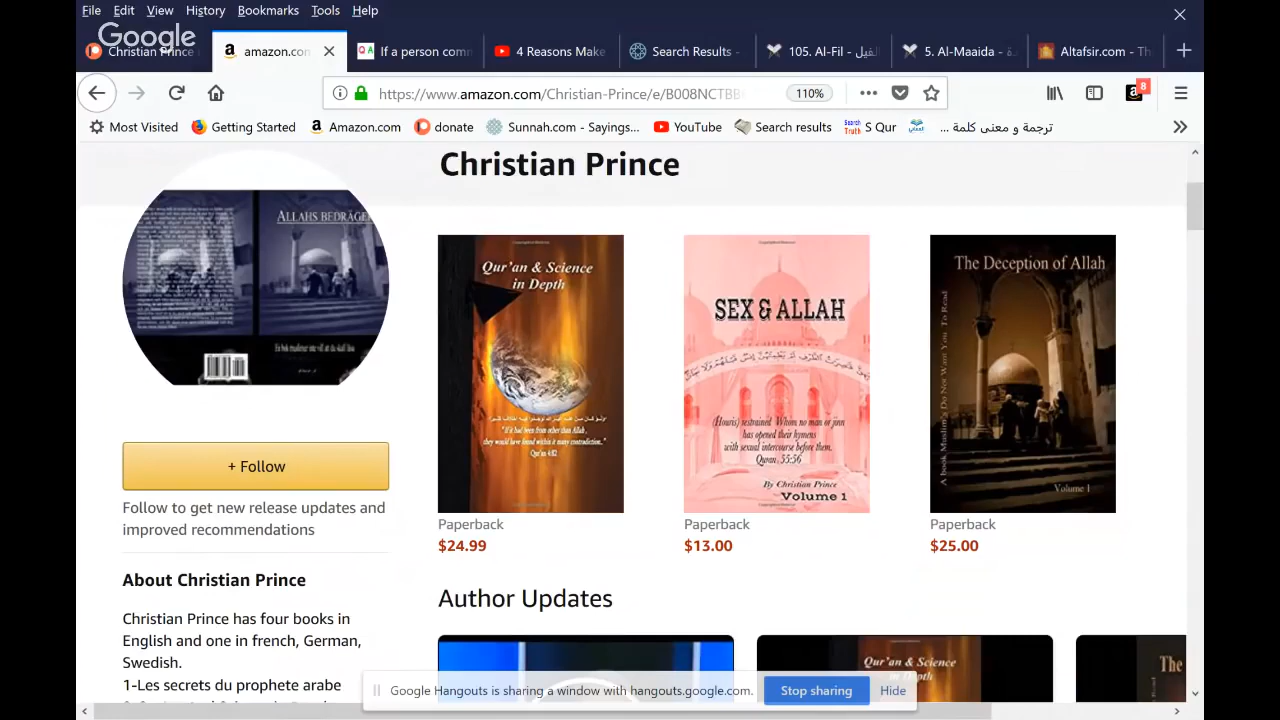 File Edit View History Bookmarks Tools Help
Google
Christian Prince
amazon.co
If a person com
4 Reasons Make
Search Results -
105. Al-Fil - الفيل
5. Al-Maaida -
Altafsir.com - Th
https://www.amazon.com/Christian-Prince/e/B008NCTBB
110%
8
Most Visited
Getting Started
Amazon.com
donate
Sunnah.com - Sayings...
YouTube
Search results
Search Truth
S Qur
ترجمة و معنى كلمة ...
Christian Prince
ALLAHS BEDRÄGER
Qur'an & Science
in Depth
"If it had been from other than Allah,
they would have found within it many contradiction."
Qur'an 4:82
SEX & ALLAH
(Houris) restrained Whom no man or jinn
has opened their hymens
with sexual intercourse before them.
Quran. 55:56
By Christian Prince
Volume 1
The Deception of Allah
A book Muslim's Do Not Want You To Read
Volume 1
Paperback
$24.99
Paperback
$13.00
Paperback
$25.00
+ Follow
Follow to get new release updates and
improved recommendations
About Christian Prince
Christian Prince has four books in
English and one in french, German,
Swedish.
1-Les secrets du prophete arabe
Author Updates
Qur'an & Science
in Depth
The
Google Hangouts is sharing a window with hangouts.google.com.
Stop sharing
Hide